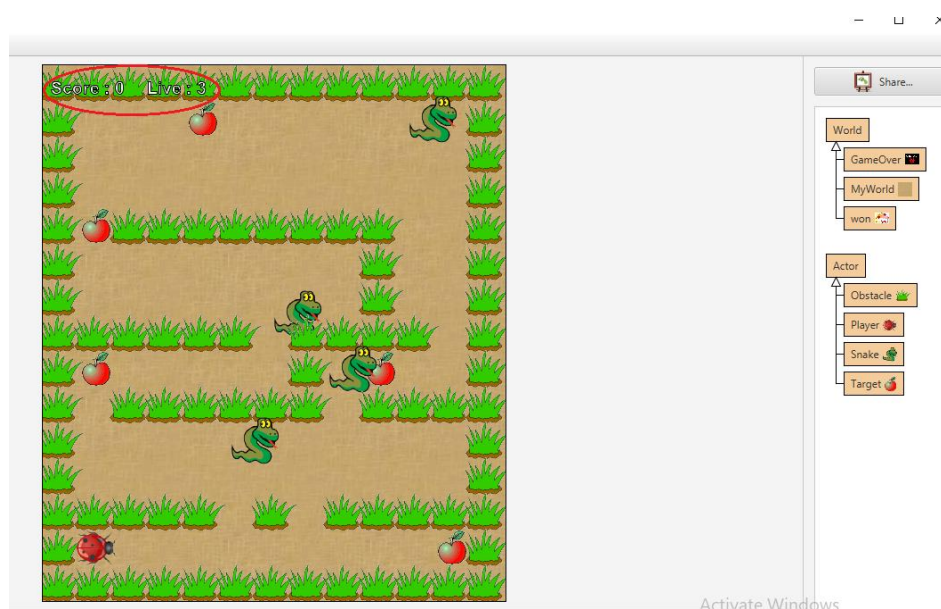 Score : 0 Live : 3
Share...
World
GameOver
MyWorld
won
Actor
Obstacle
Player
Snake
Target
Activate Windows